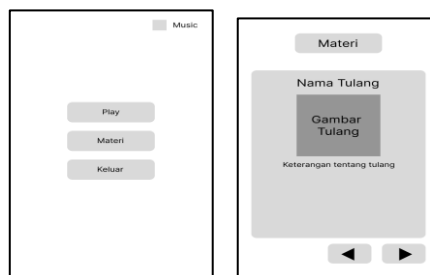 Music
Play
Materi
Keluar
Materi
Nama Tulang
Gambar
Tulang
Keterangan tentang tulang